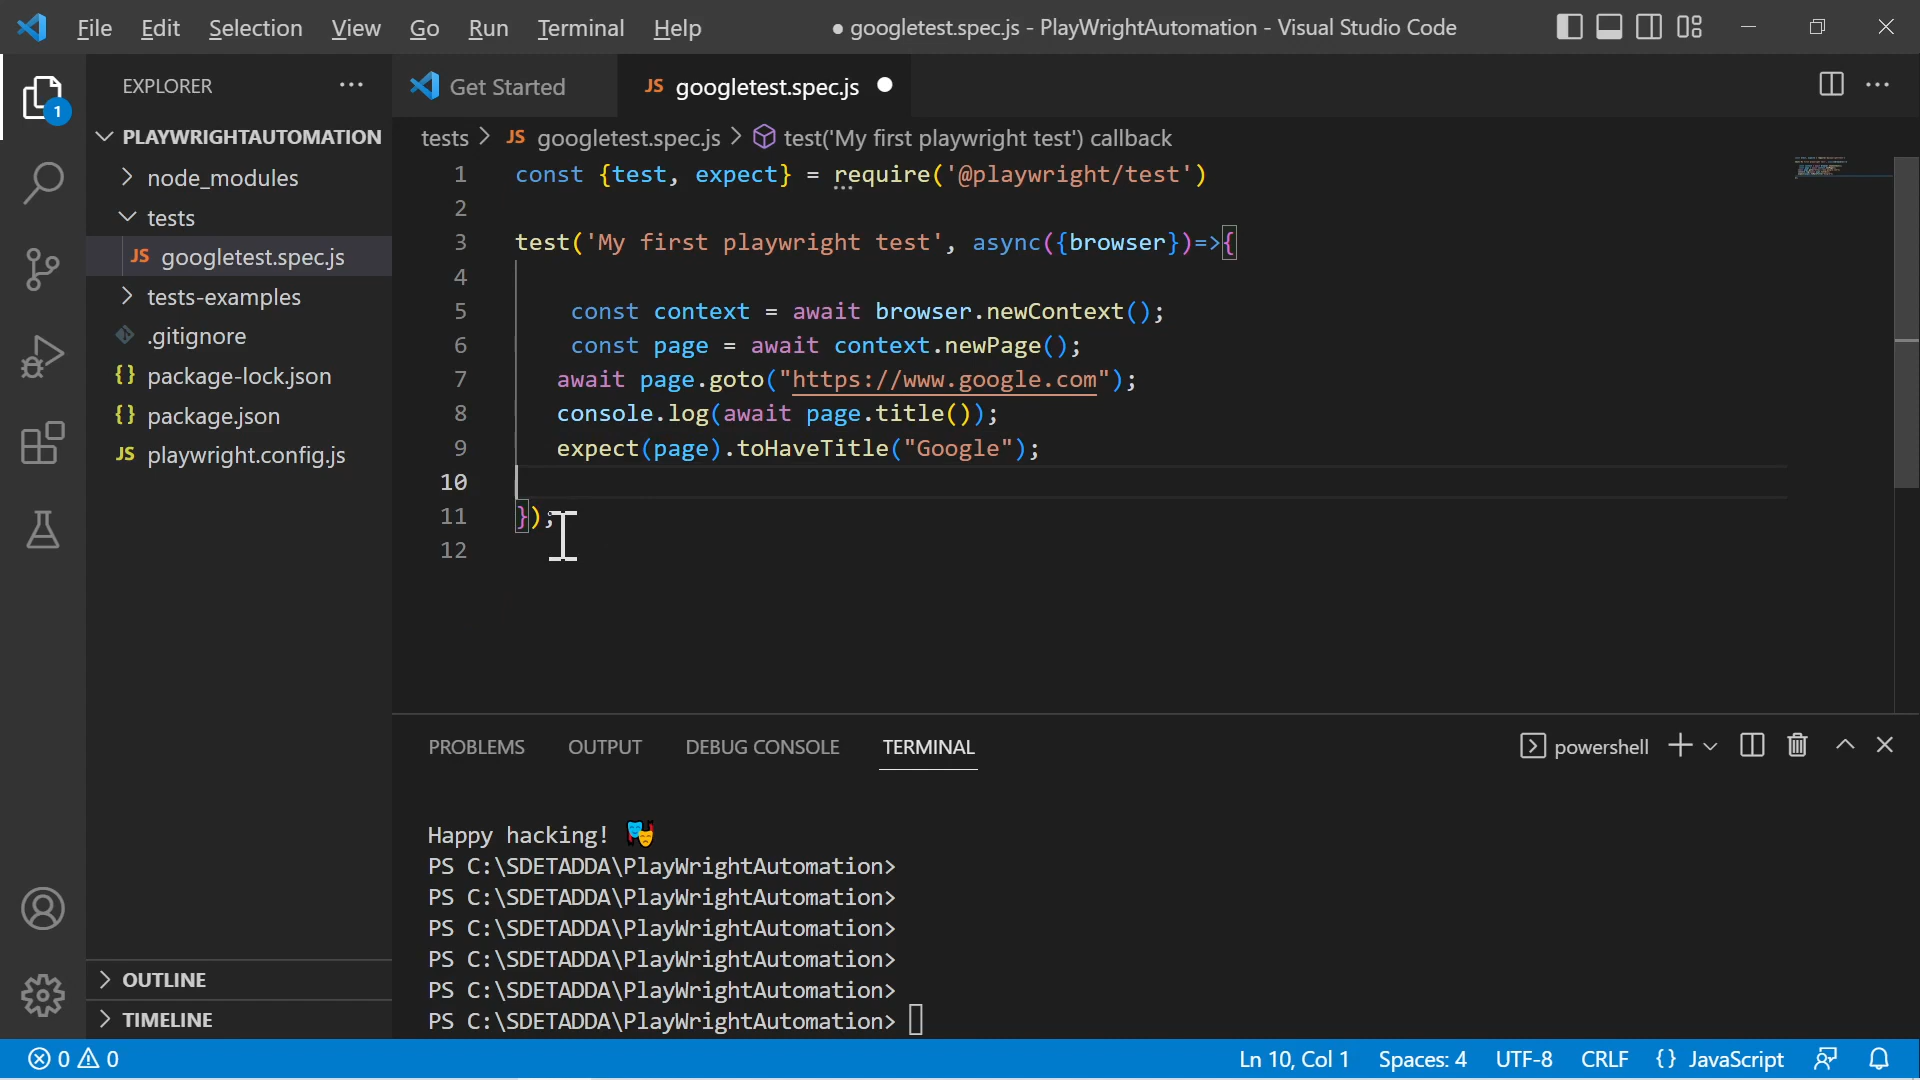 File Edit Selection View Go Run Terminal Help ● googletest.spec.js - PlayWrightAutomation - Visual Studio Code
EXPLORER
1
PLAYWRIGHTAUTOMATION
node_modules
tests
JS googletest.spec.js
tests-examples
.gitignore
{} package-lock.json
{} package.json
JS playwright.config.js
OUTLINE
TIMELINE
Get Started JS googletest.spec.js
tests > JS googletest.spec.js > test('My first playwright test') callback
1 const {test, expect} = require('@playwright/test')
2
3 test('My first playwright test', async({browser})=>{
4
5 const context = await browser.newContext();
6 const page = await context.newPage();
7 await page.goto("https://www.google.com");
8 console.log(await page.title());
9 expect(page).toHaveTitle("Google");
10
11 });
12
PROBLEMS OUTPUT DEBUG CONSOLE TERMINAL powershell
Happy hacking! 🎭
PS C:\SDETADDA\PlayWrightAutomation>
PS C:\SDETADDA\PlayWrightAutomation>
PS C:\SDETADDA\PlayWrightAutomation>
PS C:\SDETADDA\PlayWrightAutomation>
PS C:\SDETADDA\PlayWrightAutomation>
PS C:\SDETADDA\PlayWrightAutomation>
0 0 Ln 10, Col 1 Spaces: 4 UTF-8 CRLF {} JavaScript